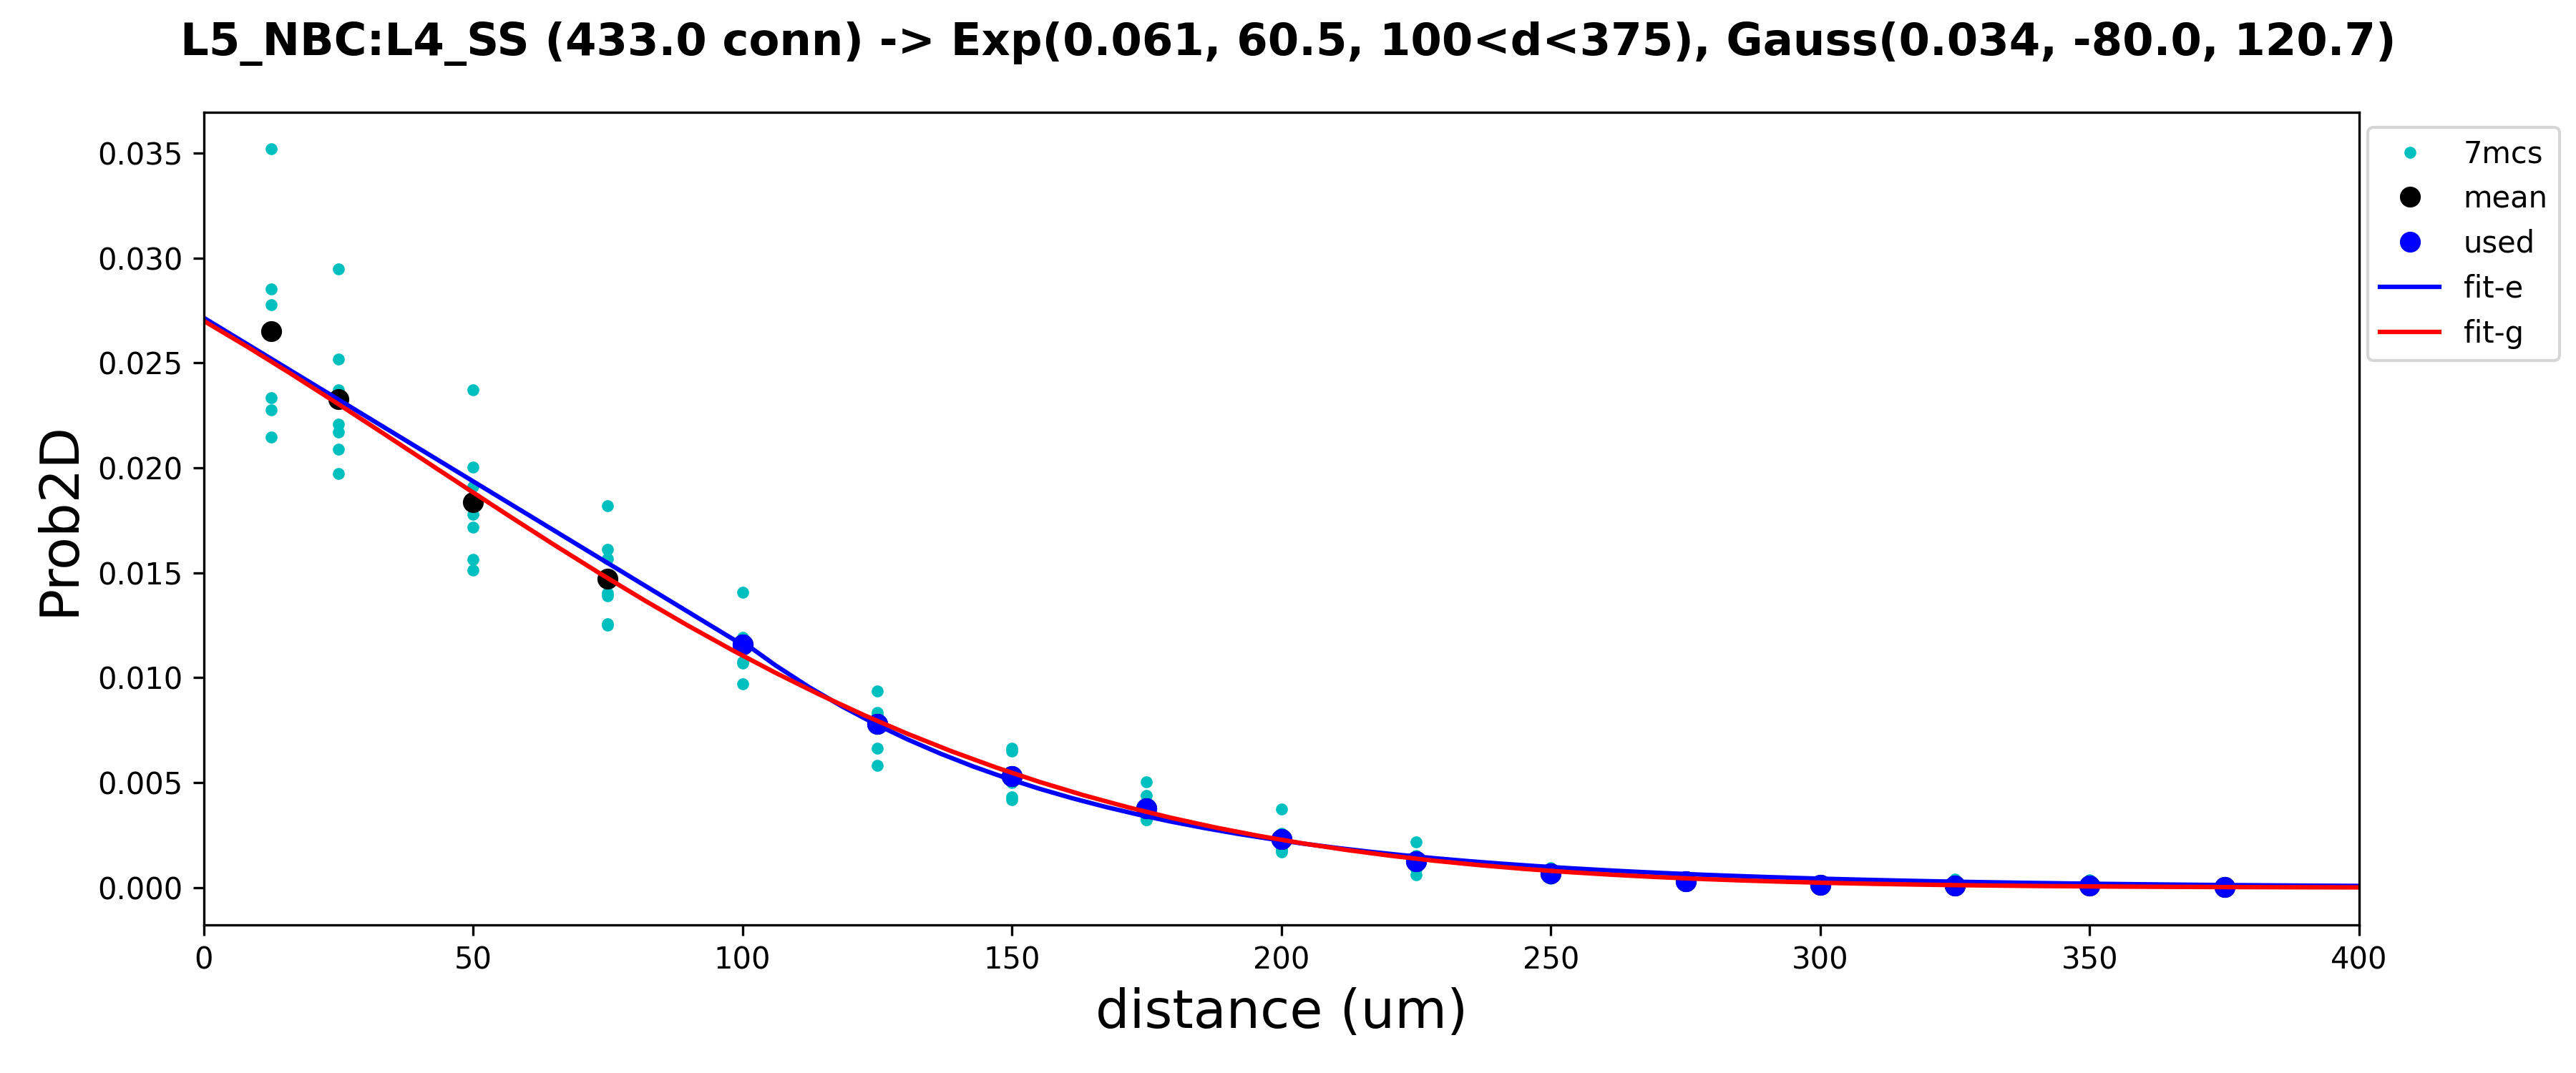 L5_NBC:L4_SS (433.0 conn) -> Exp(0.061, 60.5, 100<d<375), Gauss(0.034, -80.0, 120.7)
0.035
0.030
0.025
0.020
0.015
0.010
0.005
0.000
Prob2D
0 50 100 150 200 250 300 350 400
distance (um)
7mcs
mean
used
fit-e
fit-g